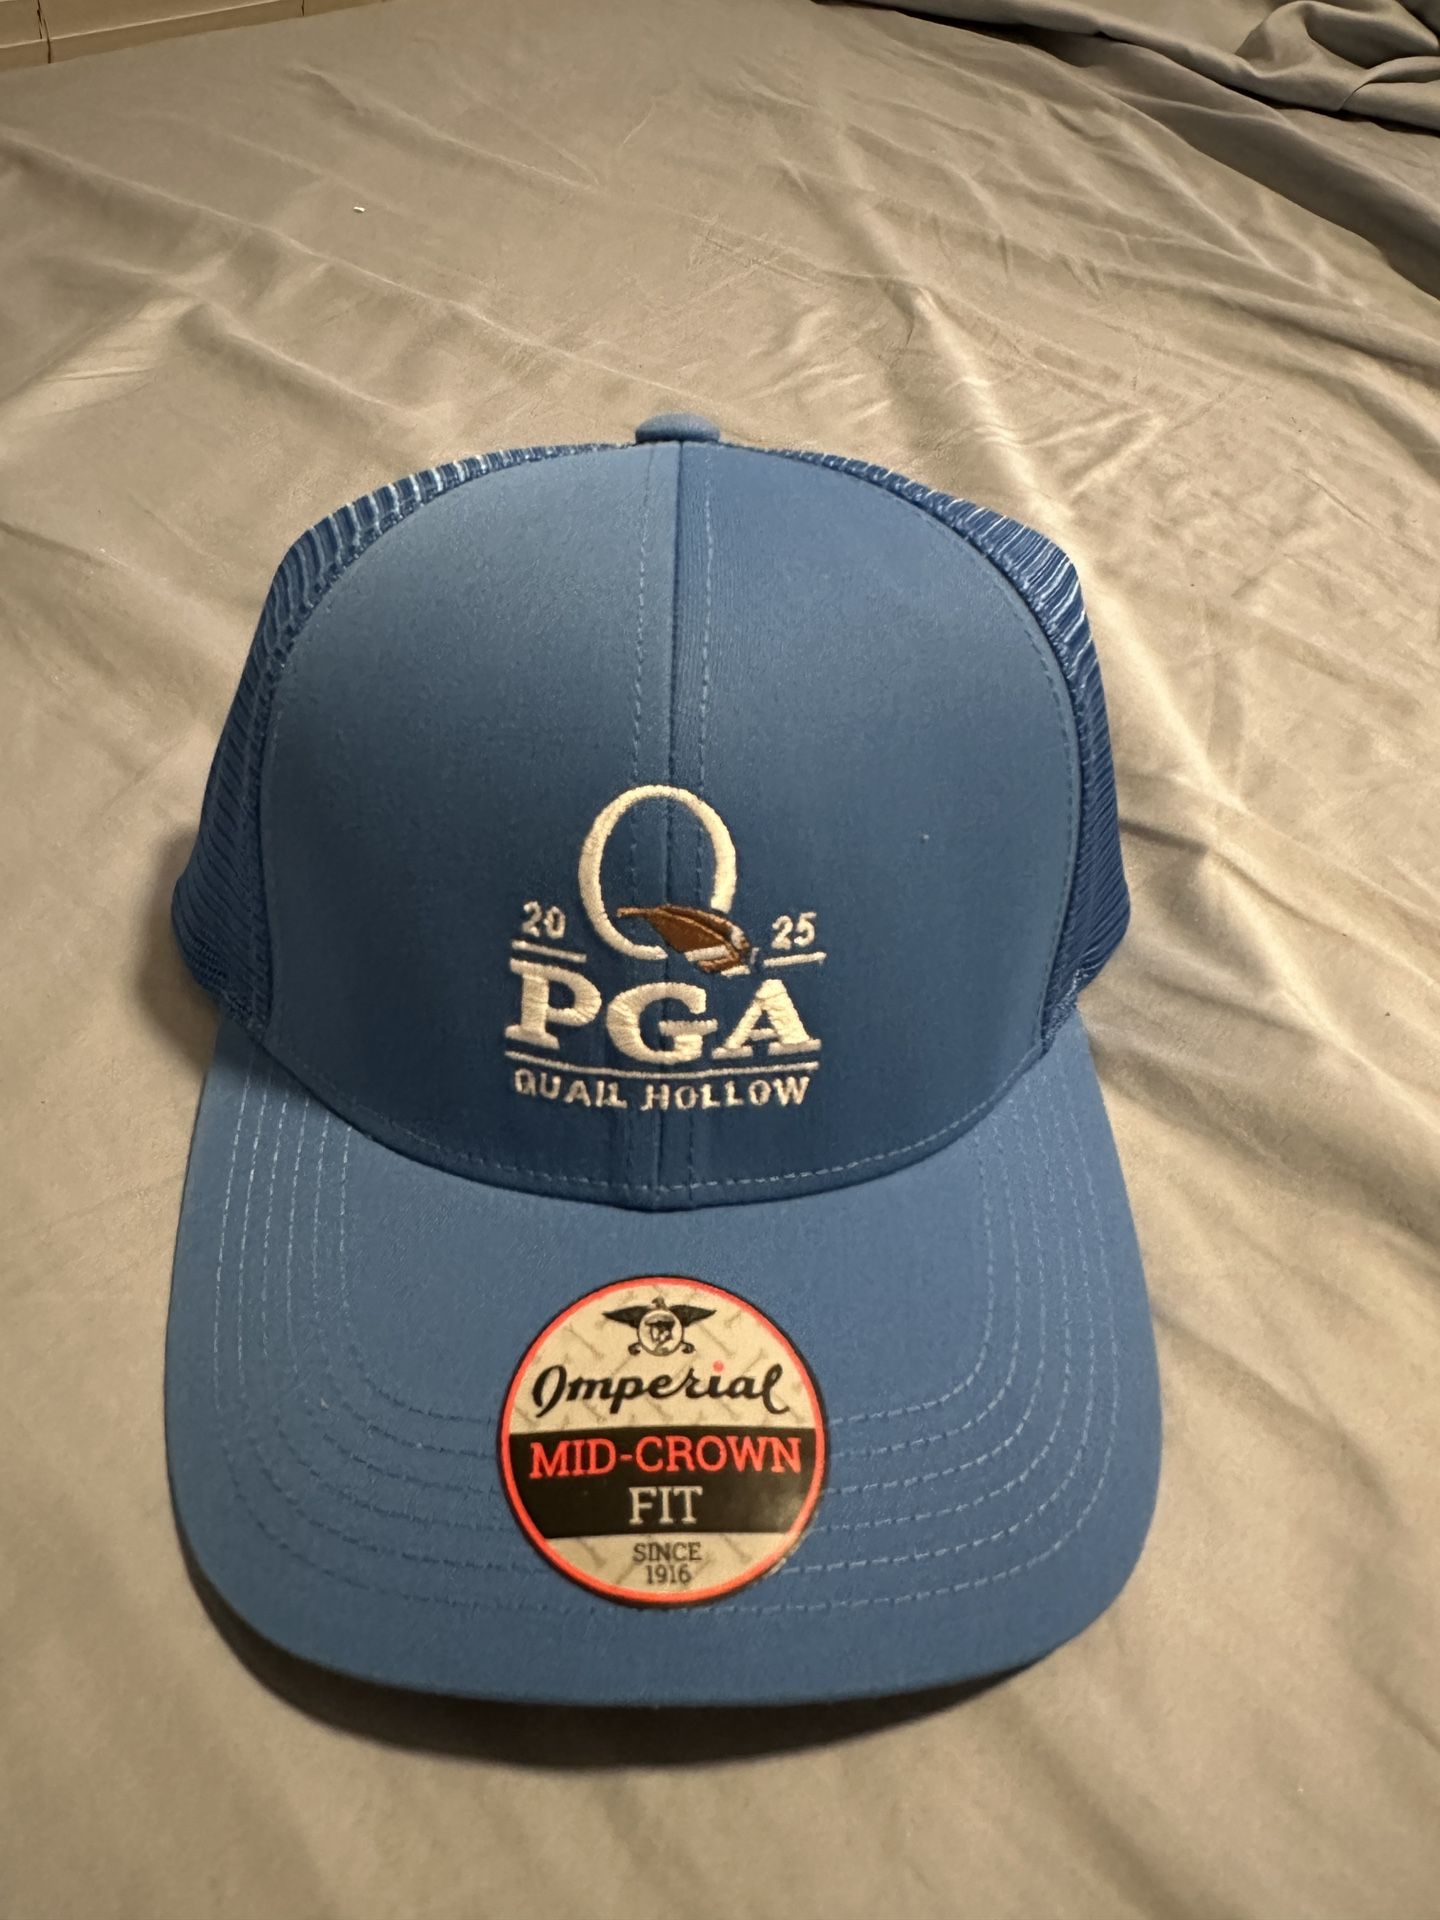 Q
20 25
PGA
QUAIL HOLLOW
Imperial
MID-CROWN
FIT
SINCE
1916